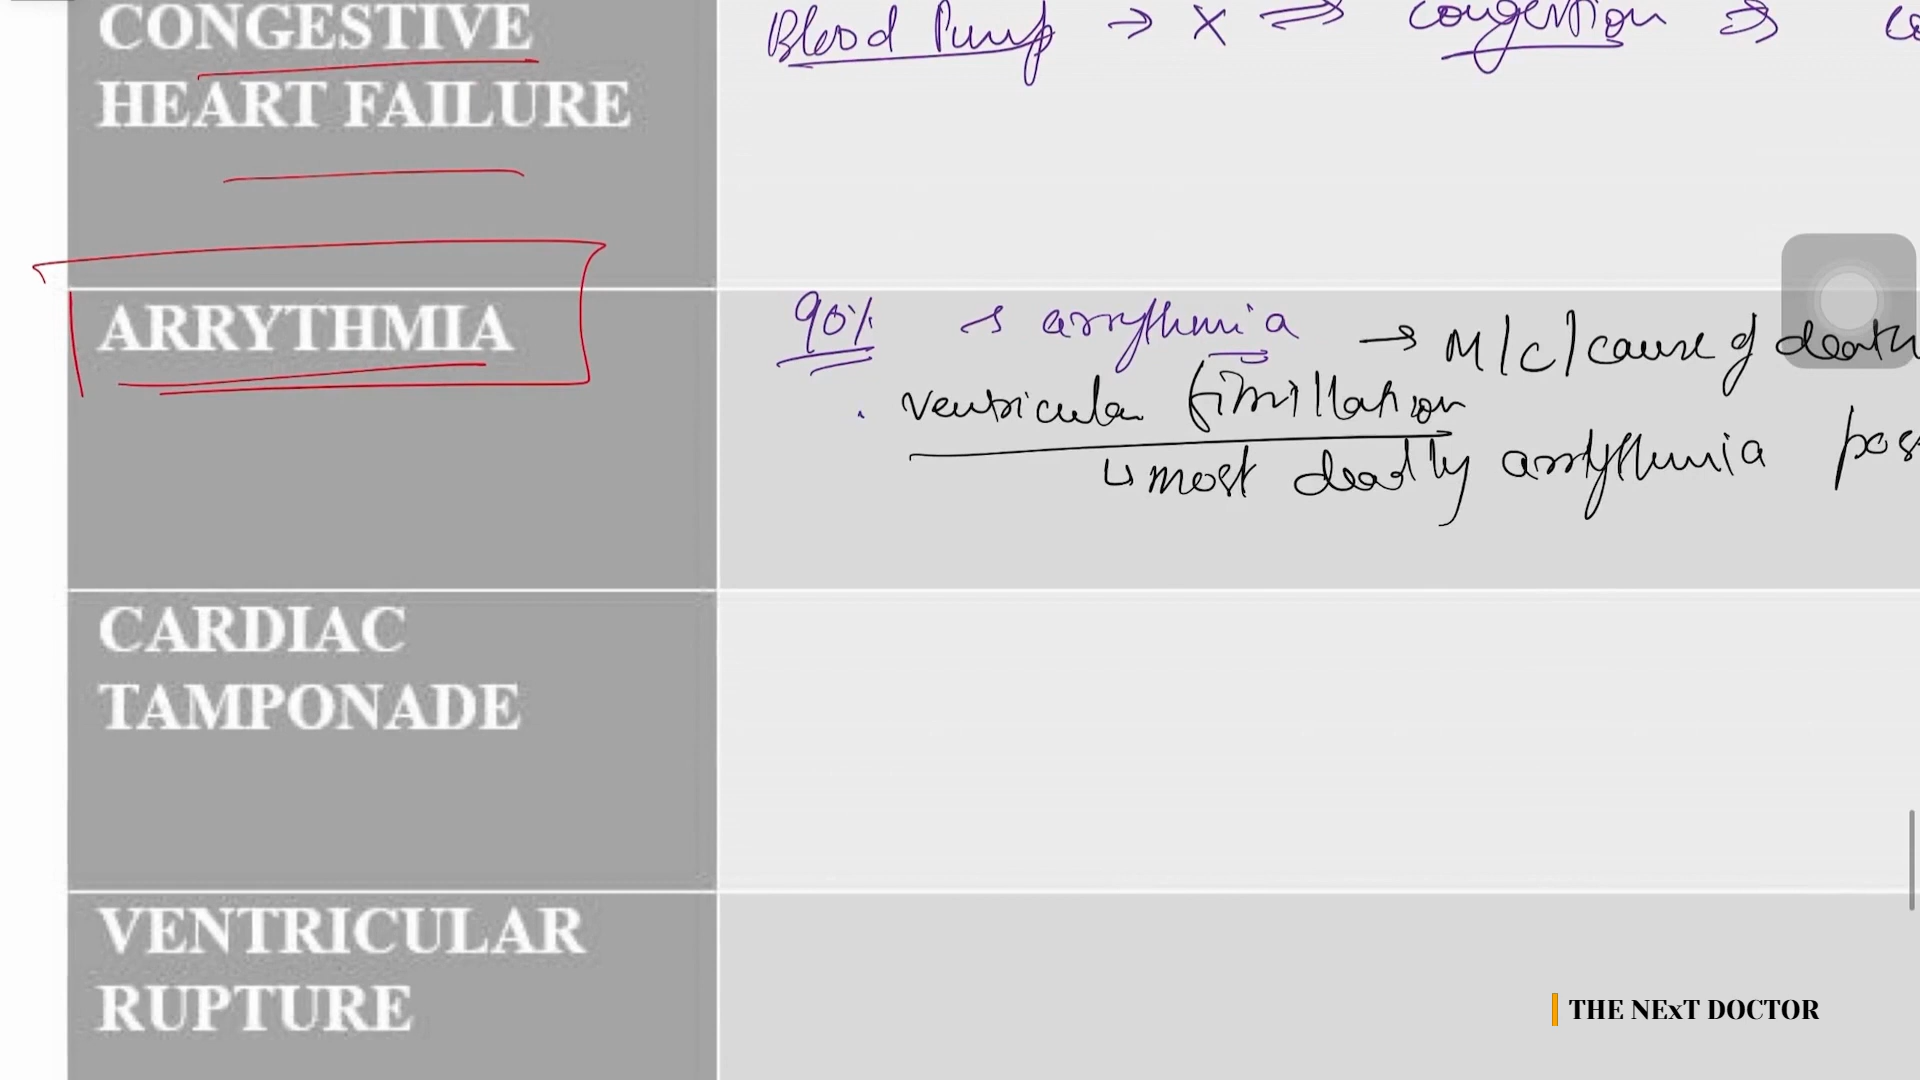 CONGESTIVE
HEART FAILURE
Blood Pump → X ⇒ congestion ⇒
ARRYTHMIA
90% → arrythmia → M/C/cause of death
. ventricular fibrillation
↳ most deadly arrythmia pos
CARDIAC
TAMPONADE
VENTRICULAR
RUPTURE
THE NExT DOCTOR